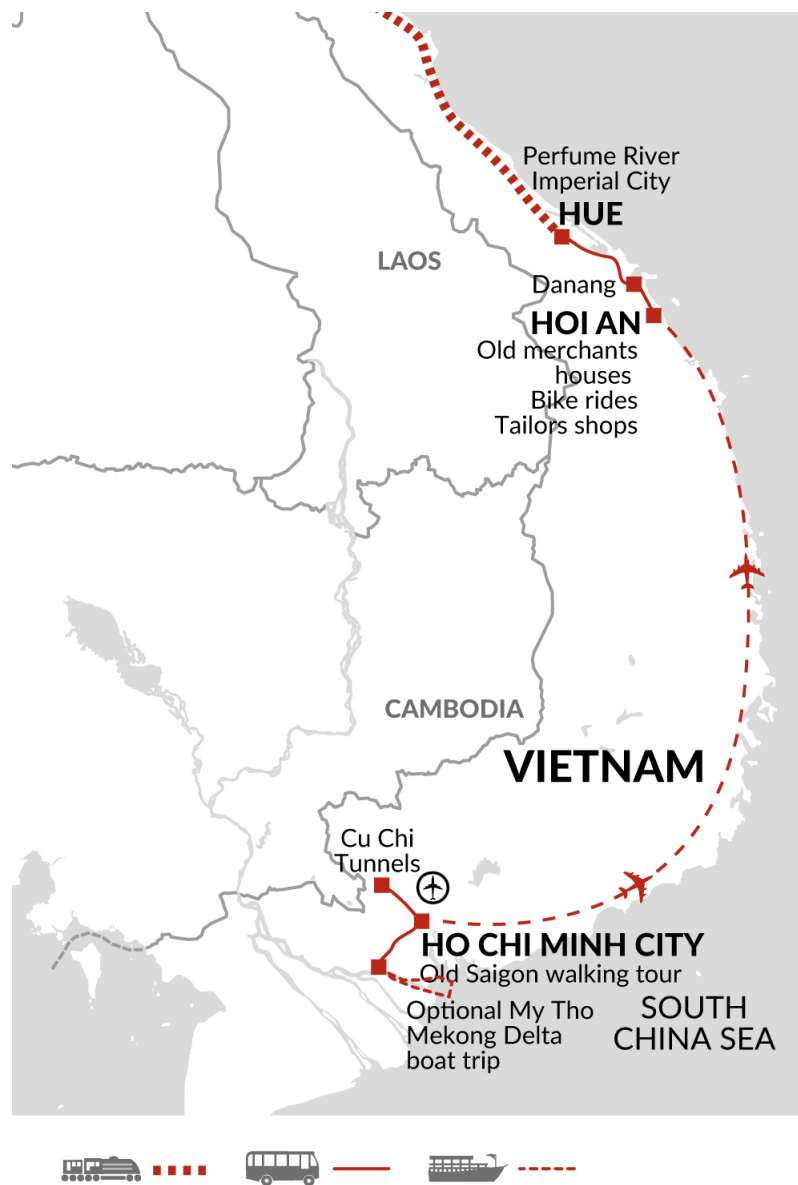 Perfume River
Imperial City
HUE
LAOS
Danang
HOI AN
Old merchants
houses
Bike rides
Tailors shops
CAMBODIA
VIETNAM
Cu Chi
Tunnels
HO CHI MINH CITY
Old Saigon walking tour
Optional My Tho
Mekong Delta
boat trip
SOUTH
CHINA SEA